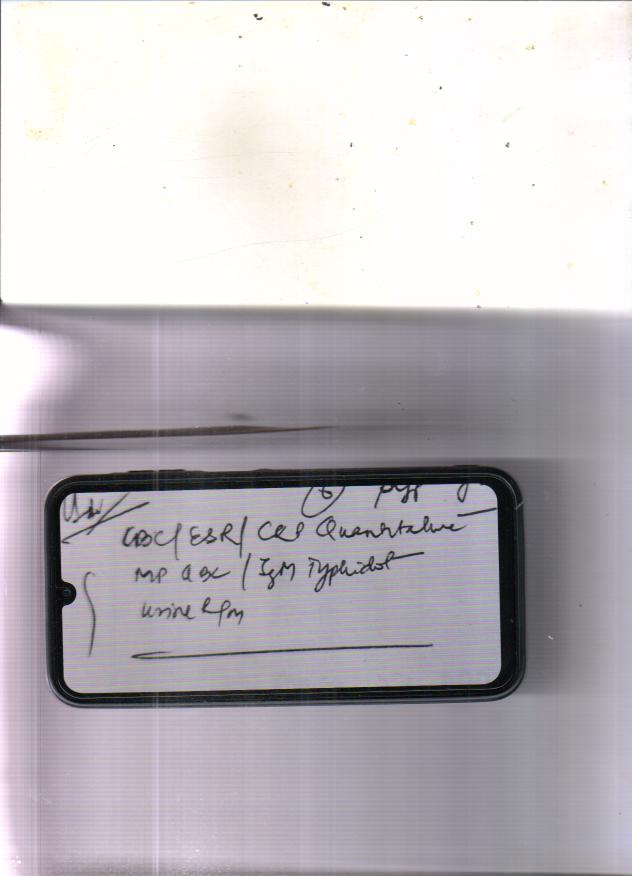 CBC/ESR/CRP Quantitative
MP QBC / IgM Typhidot
Urine R/m